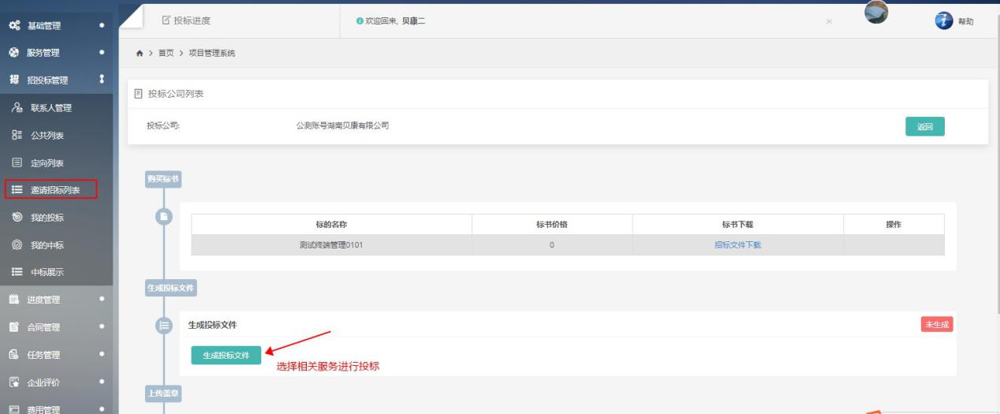 基础管理
服务管理
招 招投标管理
联系人管理
公共列表
定向列表
邀请招标列表
我的投标
我的中标
中标展示
进度管理
合同管理
任务管理
企业评价
费用管理
投标进度
欢迎回来, 贝康二
×
帮助
首页 > 项目管理系统
投标公司列表
投标公司: 公测账号湖南贝康有限公司
返回
购买标书
标的名称 标书价格 标书下载 操作
测试终端管理0101 0 招标文件下载
生成投标文件
生成投标文件
未生成
生成投标文件
选择相关服务进行投标
上传盖章